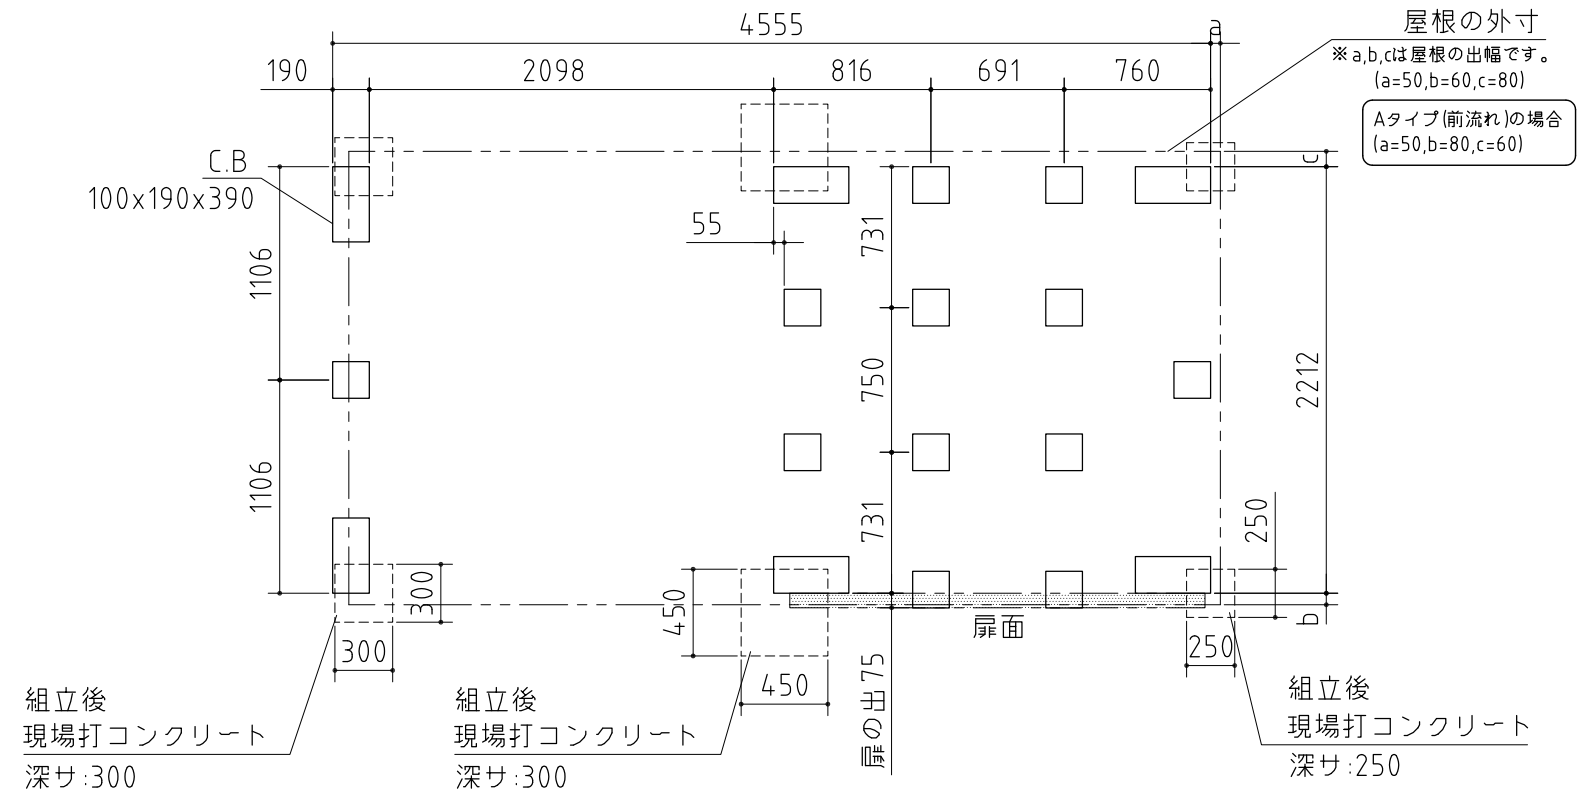 4555
a
屋根の外寸
※a,b,cは屋根の出幅です。
(a=50,b=60,c=80)
Aタイプ(前流れ)の場合
(a=50,b=80,c=60)
190
2098
816
691
760
C.B
100x190x390
c
55
731
1106
750
2212
1106
731
250
300
450
b
扉面
300
450
250
扉の出75
組立後
現場打コンクリート
深サ:300
組立後
現場打コンクリート
深サ:300
組立後
現場打コンクリート
深サ:250